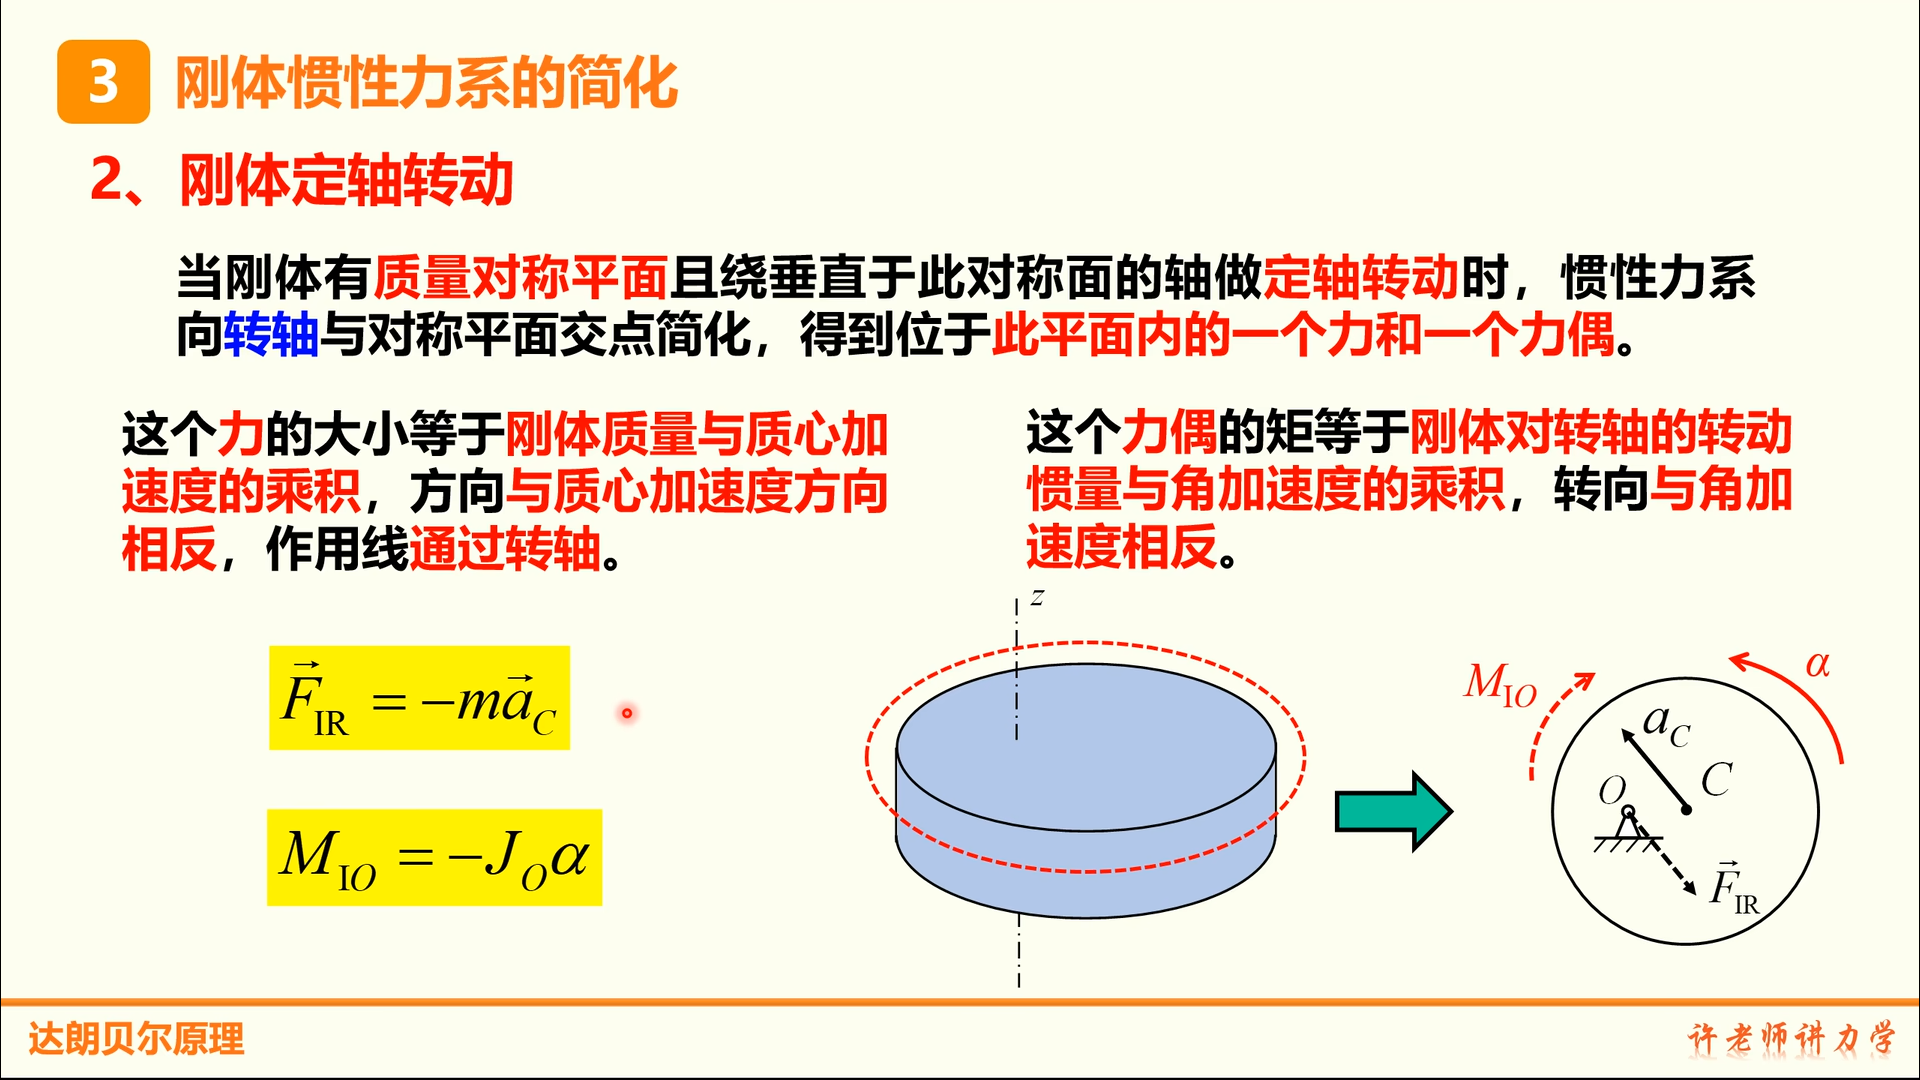 3 刚体惯性力系的简化
2、刚体定轴转动
当刚体有质量对称平面且绕垂直于此对称面的轴做定轴转动时，惯性力系
向转轴与对称平面交点简化，得到位于此平面内的一个力和一个力偶。
这个力的大小等于刚体质量与质心加
速度的乘积，方向与质心加速度方向
相反，作用线通过转轴。
这个力偶的矩等于刚体对转轴的转动
惯量与角加速度的乘积，转向与角加
速度相反。
$\vec{F}_{\mathrm{IR}} = -m\vec{a}_C$
$M_{\mathrm{I}O} = -J_O\alpha$
z
$M_{\mathrm{I}O}$
α
$a_C$
O
C
$\vec{F}_{\mathrm{IR}}$
达朗贝尔原理
许老师讲力学